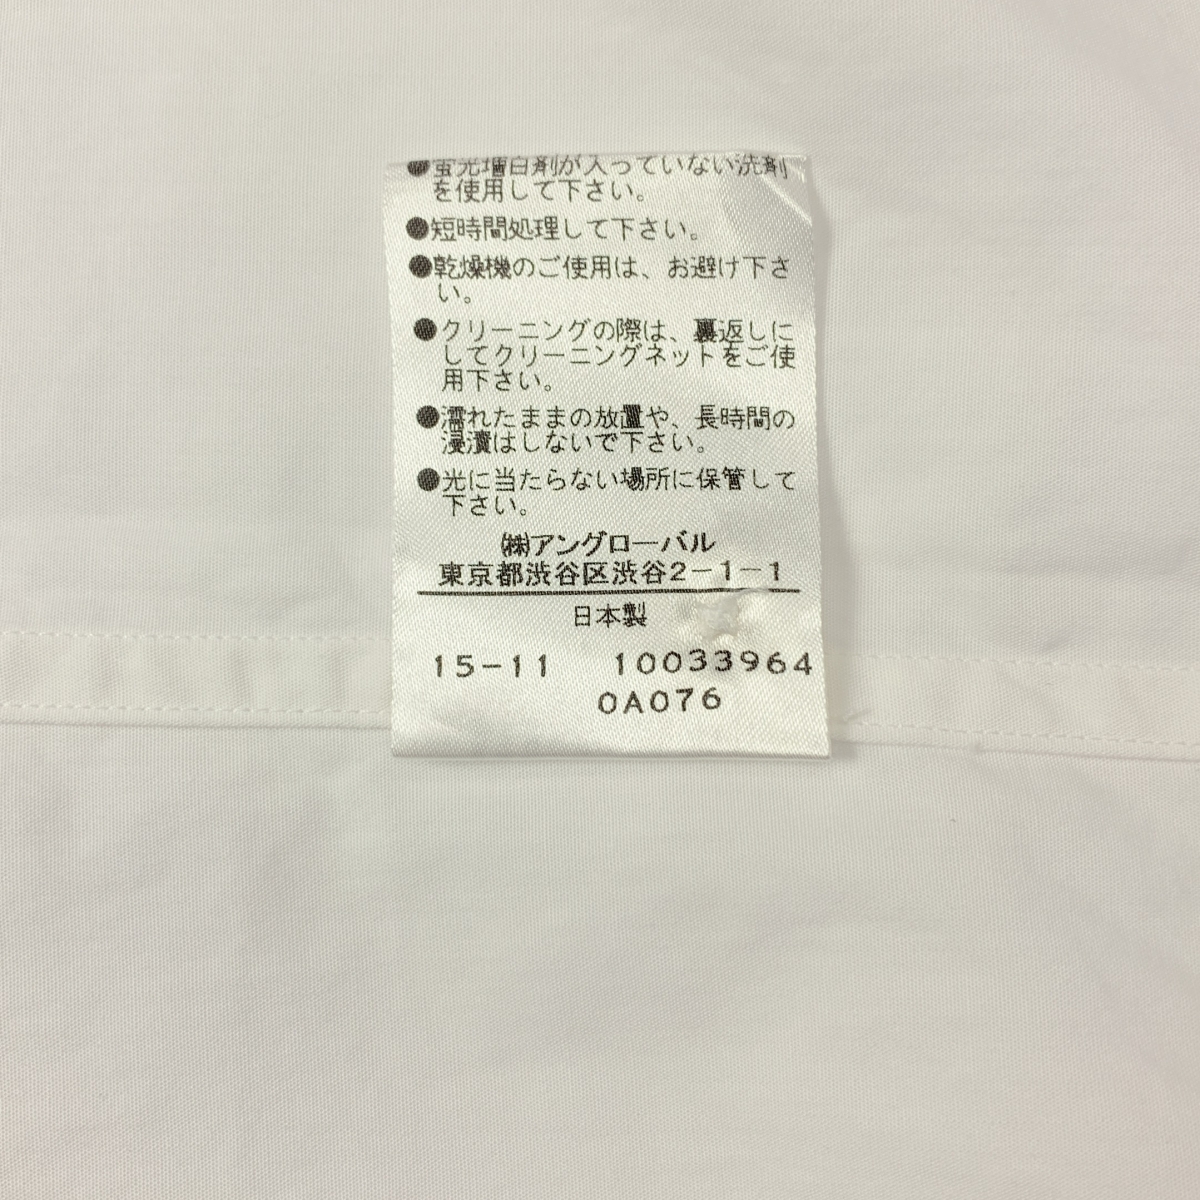 ●蛍光増白剤が入っていない洗剤
を使用して下さい。
●短時間処理して下さい。
●乾燥機のご使用は、お避け下さ
い。
●クリーニングの際は、裏返しに
してクリーニングネットをご使
用下さい。
●濡れたままの放置や、長時間の
浸漬はしないで下さい。
●光に当たらない場所に保管して
下さい。
㈱アングローバル
東京都渋谷区渋谷2-1-1
日本製
15-11 10033964
0A076